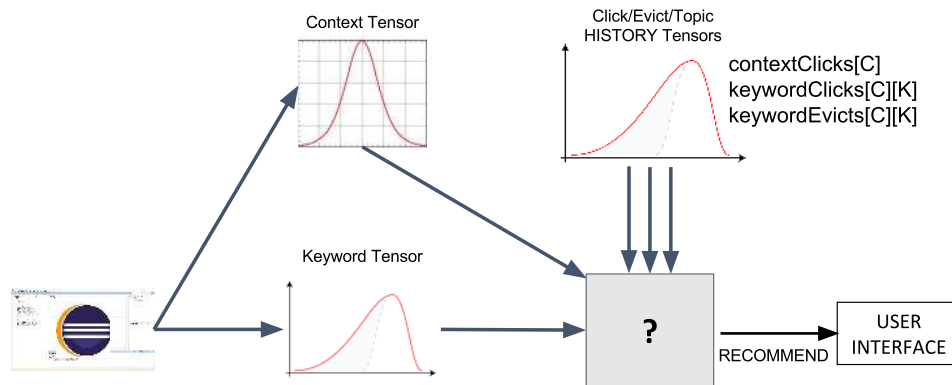 Context Tensor
Click/Evict/Topic
HISTORY Tensors
contextClicks[C]
keywordClicks[C][K]
keywordEvicts[C][K]
Keyword Tensor
?
RECOMMEND
USER
INTERFACE